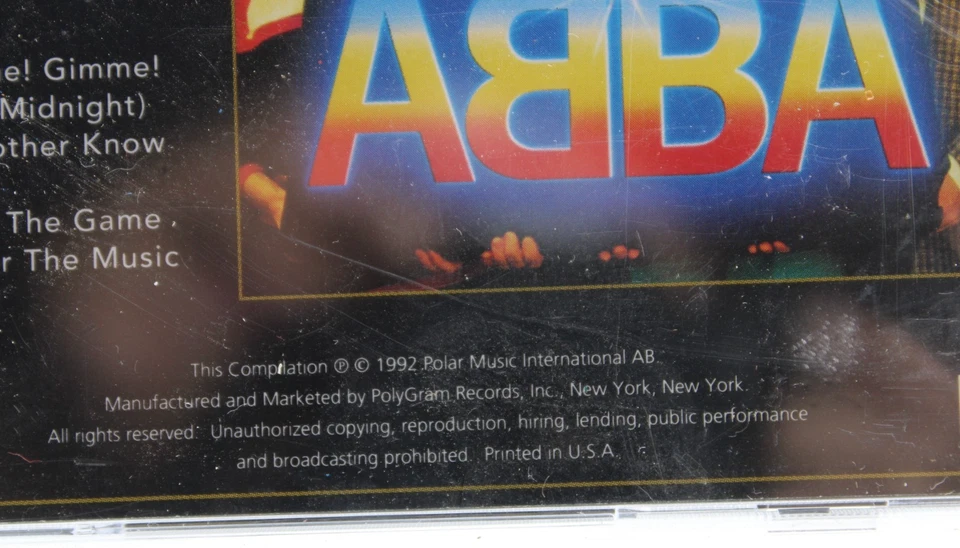 e! Gimme!
Midnight)
other Know
The Game
r The Music
ABBA
This Compilation ℗ © 1992 Polar Music International AB.
Manufactured and Marketed by PolyGram Records, Inc., New York, New York.
All rights reserved. Unauthorized copying, reproduction, hiring, lending, public performance
and broadcasting prohibited. Printed in U.S.A.